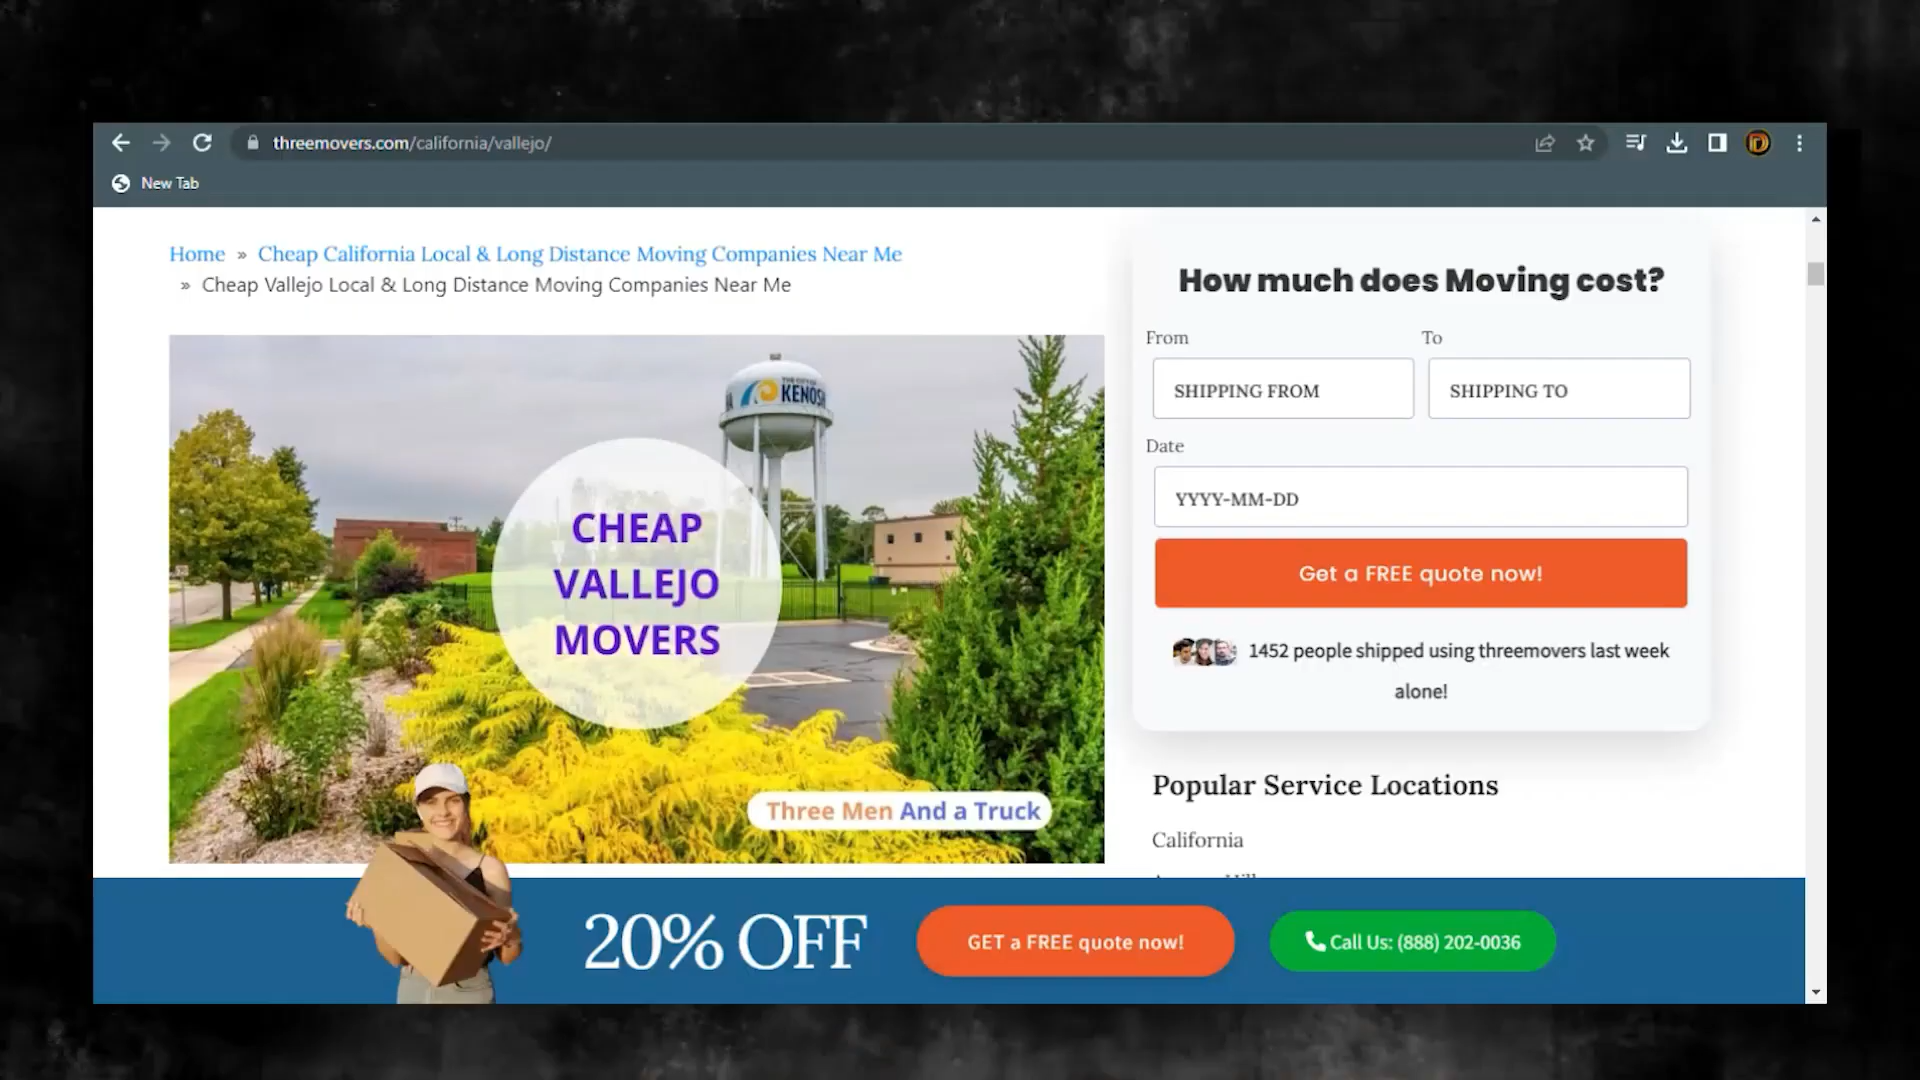 threemovers.com/california/vallejo/
New Tab
Home » Cheap California Local & Long Distance Moving Companies Near Me
» Cheap Vallejo Local & Long Distance Moving Companies Near Me
THE CITY OF
KENOS
CHEAP
VALLEJO
MOVERS
Three Men And a Truck
How much does Moving cost?
From To
SHIPPING FROM SHIPPING TO
Date
YYYY-MM-DD
Get a FREE quote now!
1452 people shipped using threemovers last week
alone!
Popular Service Locations
California
20% OFF
GET a FREE quote now!
Call Us: (888) 202-0036